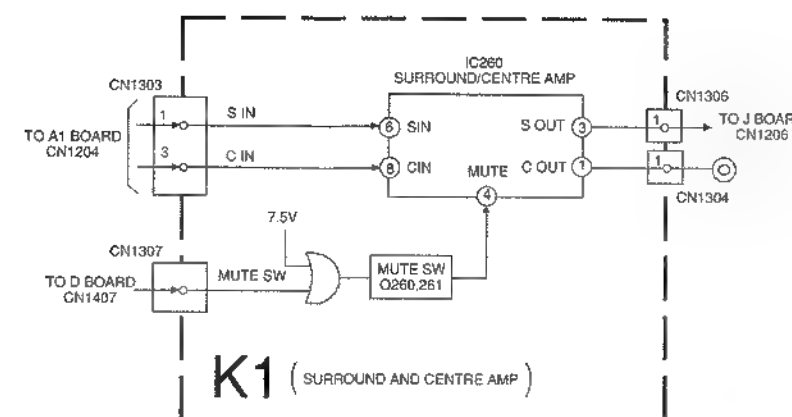 IC260
SURROUND/CENTRE AMP
CN1303
1
S IN
6
SIN
S OUT
3
CN1306
1
TO J BOAR
CN1206
TO A1 BOARD
CN1204
3
C IN
8
CIN
MUTE
4
C OUT
1
1
CN1304
7.5V
CN1307
TO D BOARD
CN1407
MUTE SW
MUTE SW
Q260,261
K1 ( SURROUND AND CENTRE AMP )